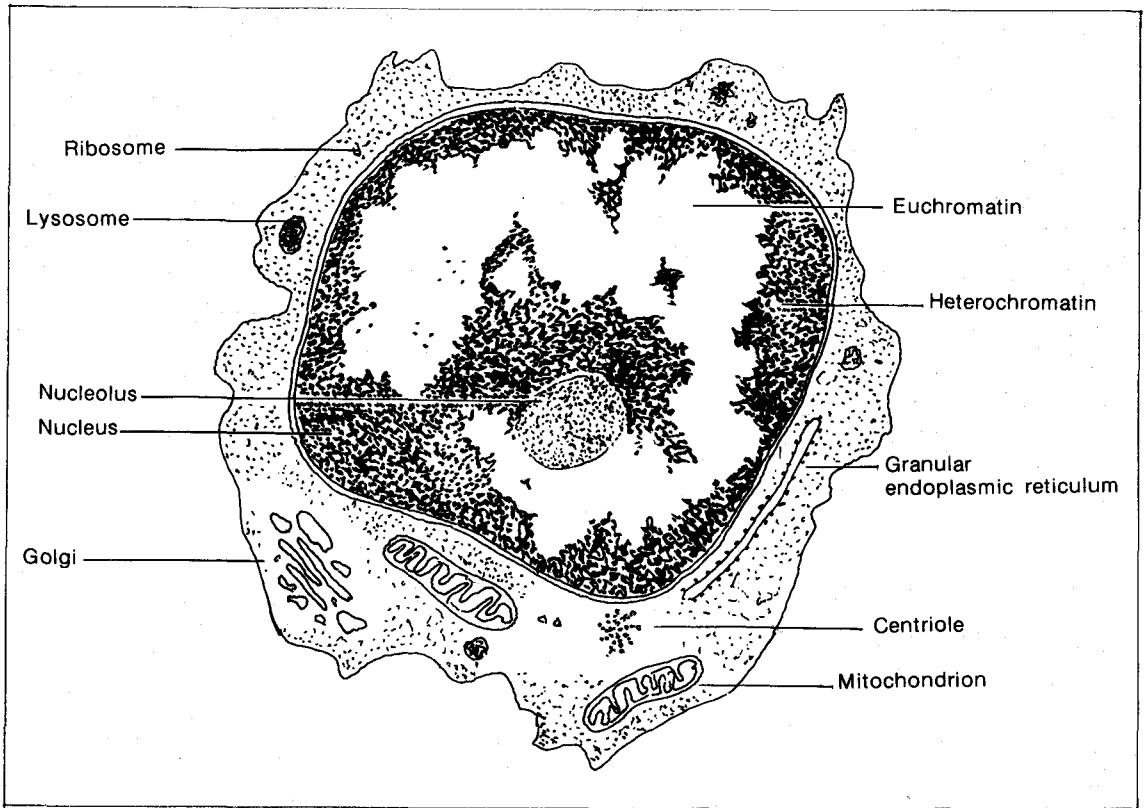 Ribosome
Lysosome
Nucleolus
Nucleus
Golgi
Euchromatin
Heterochromatin
Granular
endoplasmic reticulum
Centriole
Mitochondrion